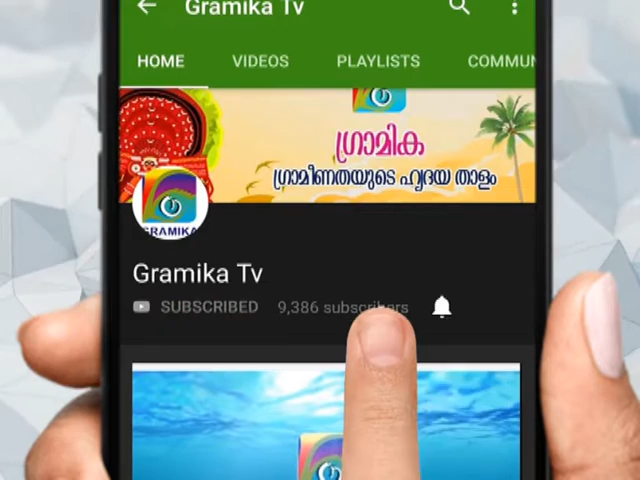 Gramika Tv
HOME VIDEOS PLAYLISTS COMMUN
ഗ്രാമിക
ഗ്രാമീണതയുടെ ഹൃദയ താളം
GRAMIKA
Gramika Tv
SUBSCRIBED 9,386 subscribers